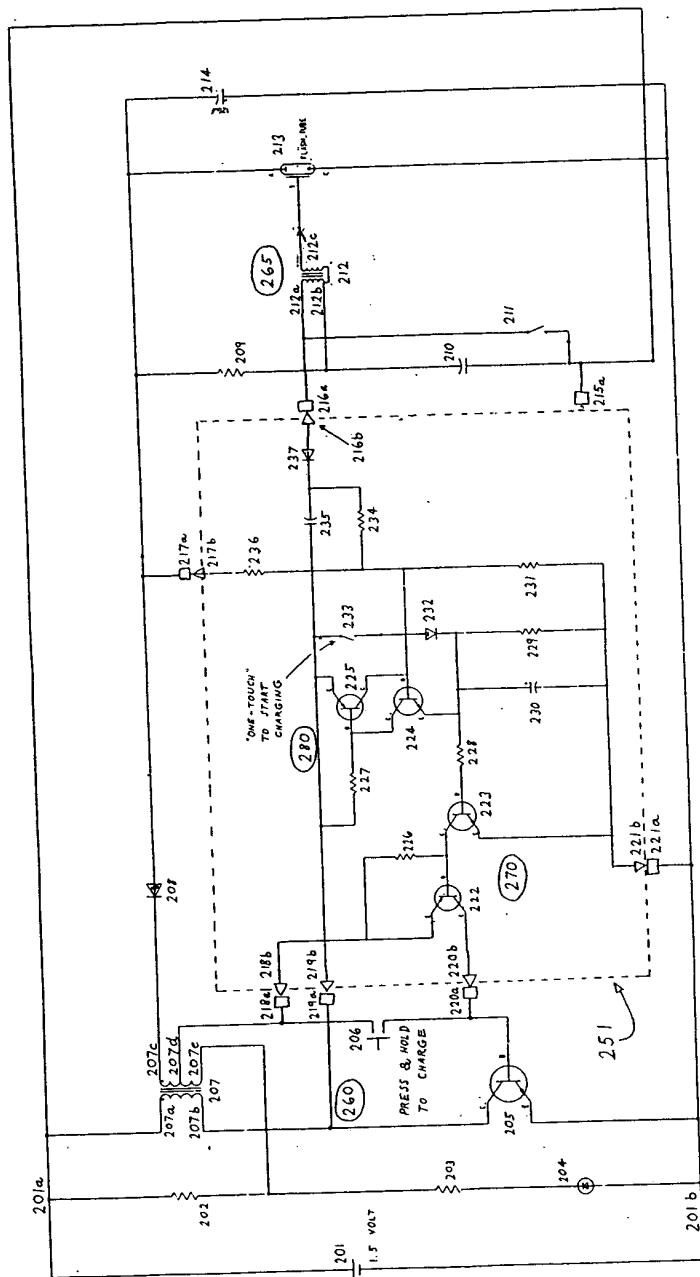 214
213
FLASH TUBE
A
C
212c
265
212
212a
212b
211
209
210
216a
215a
216b
237
235
234
217a
217b
236
231
233
232
229
"ONE-TOUCH"
TO START
CHARGING
225
224
230
280
227
228
223
226
222
270
208
218b
218a
219b
219a
220b
220a
221b
221a
251
206
PRESS & HOLD
TO CHARGE
207c
207d
207e
207
207a
207b
260
205
201a
202
203
204
201
1.5 VOLT
201b